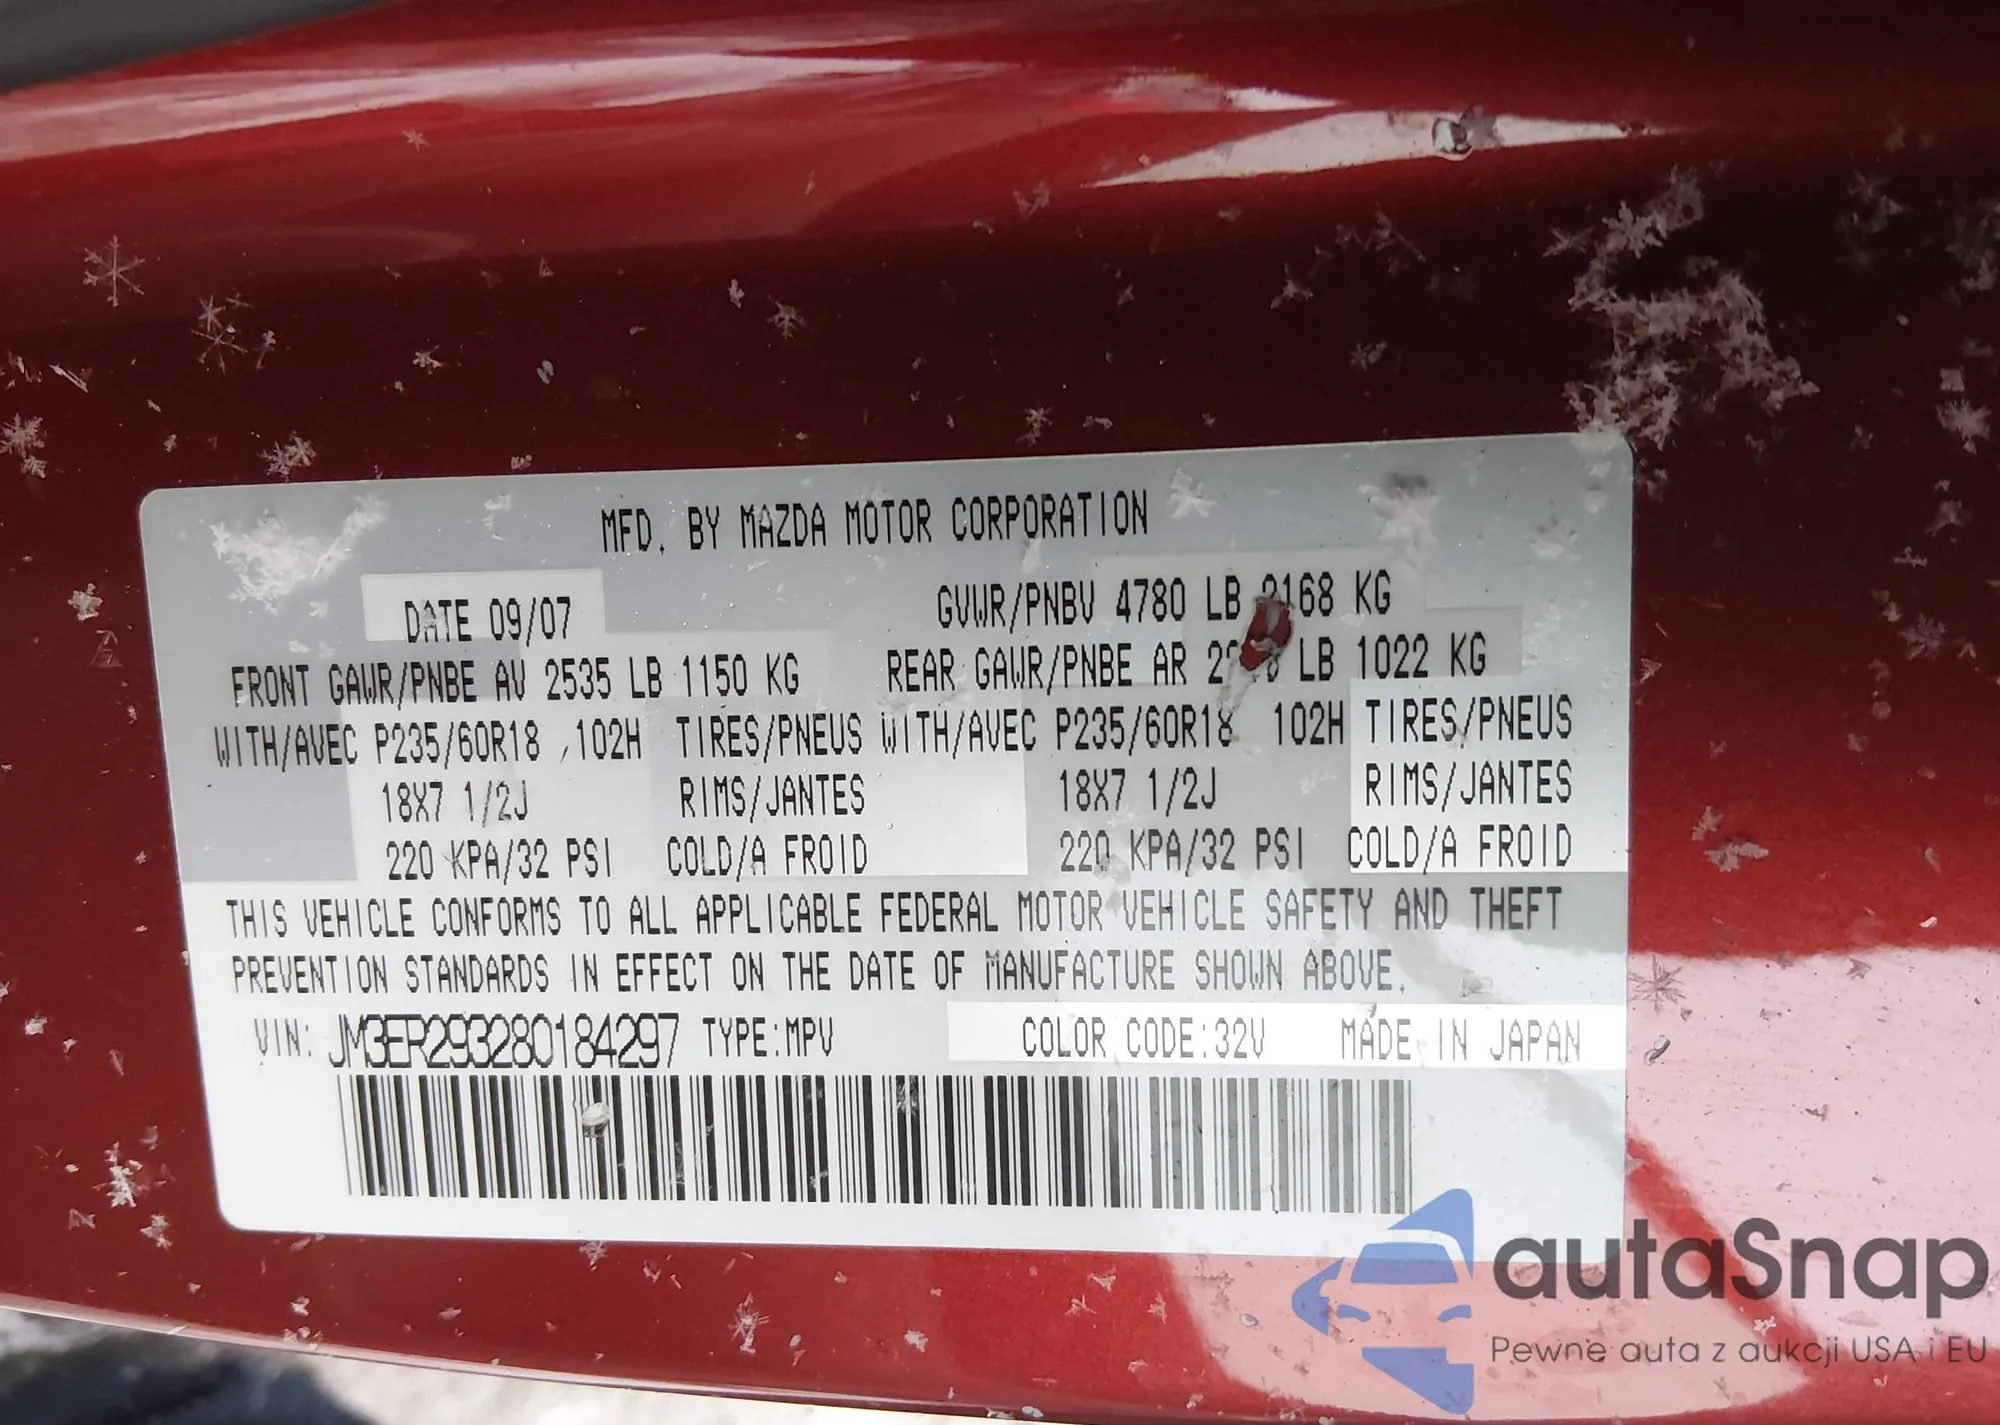 MFD. BY MAZDA MOTOR CORPORATION
DATE 09/07 GVWR/PNBV 4780 LB KG
FRONT GAWR/PNBE AV 2535 LB 1150 KG REAR GAWR/PNBE AR LB 1022 KG
WITH/AVEC P235/60R18 ,102H TIRES/PNEUS WITH/AVEC P235/60R18 102H TIRES/PNEUS
18X7 1/2J RIMS/JANTES 18X7 1/2J RIMS/JANTES
220 KPA/32 PSI COLD/A FROID 220 KPA/32 PSI COLD/A FROID
THIS VEHICLE CONFORMS TO ALL APPLICABLE FEDERAL MOTOR VEHICLE SAFETY AND THEFT
PREVENTION STANDARDS IN EFFECT ON THE DATE OF MANUFACTURE SHOWN ABOVE.
VIN: JM3ER293280184297 TYPE:MPV COLOR CODE:32V MADE IN JAPAN
autaSnap
Pewne auta z aukcji USA i EU